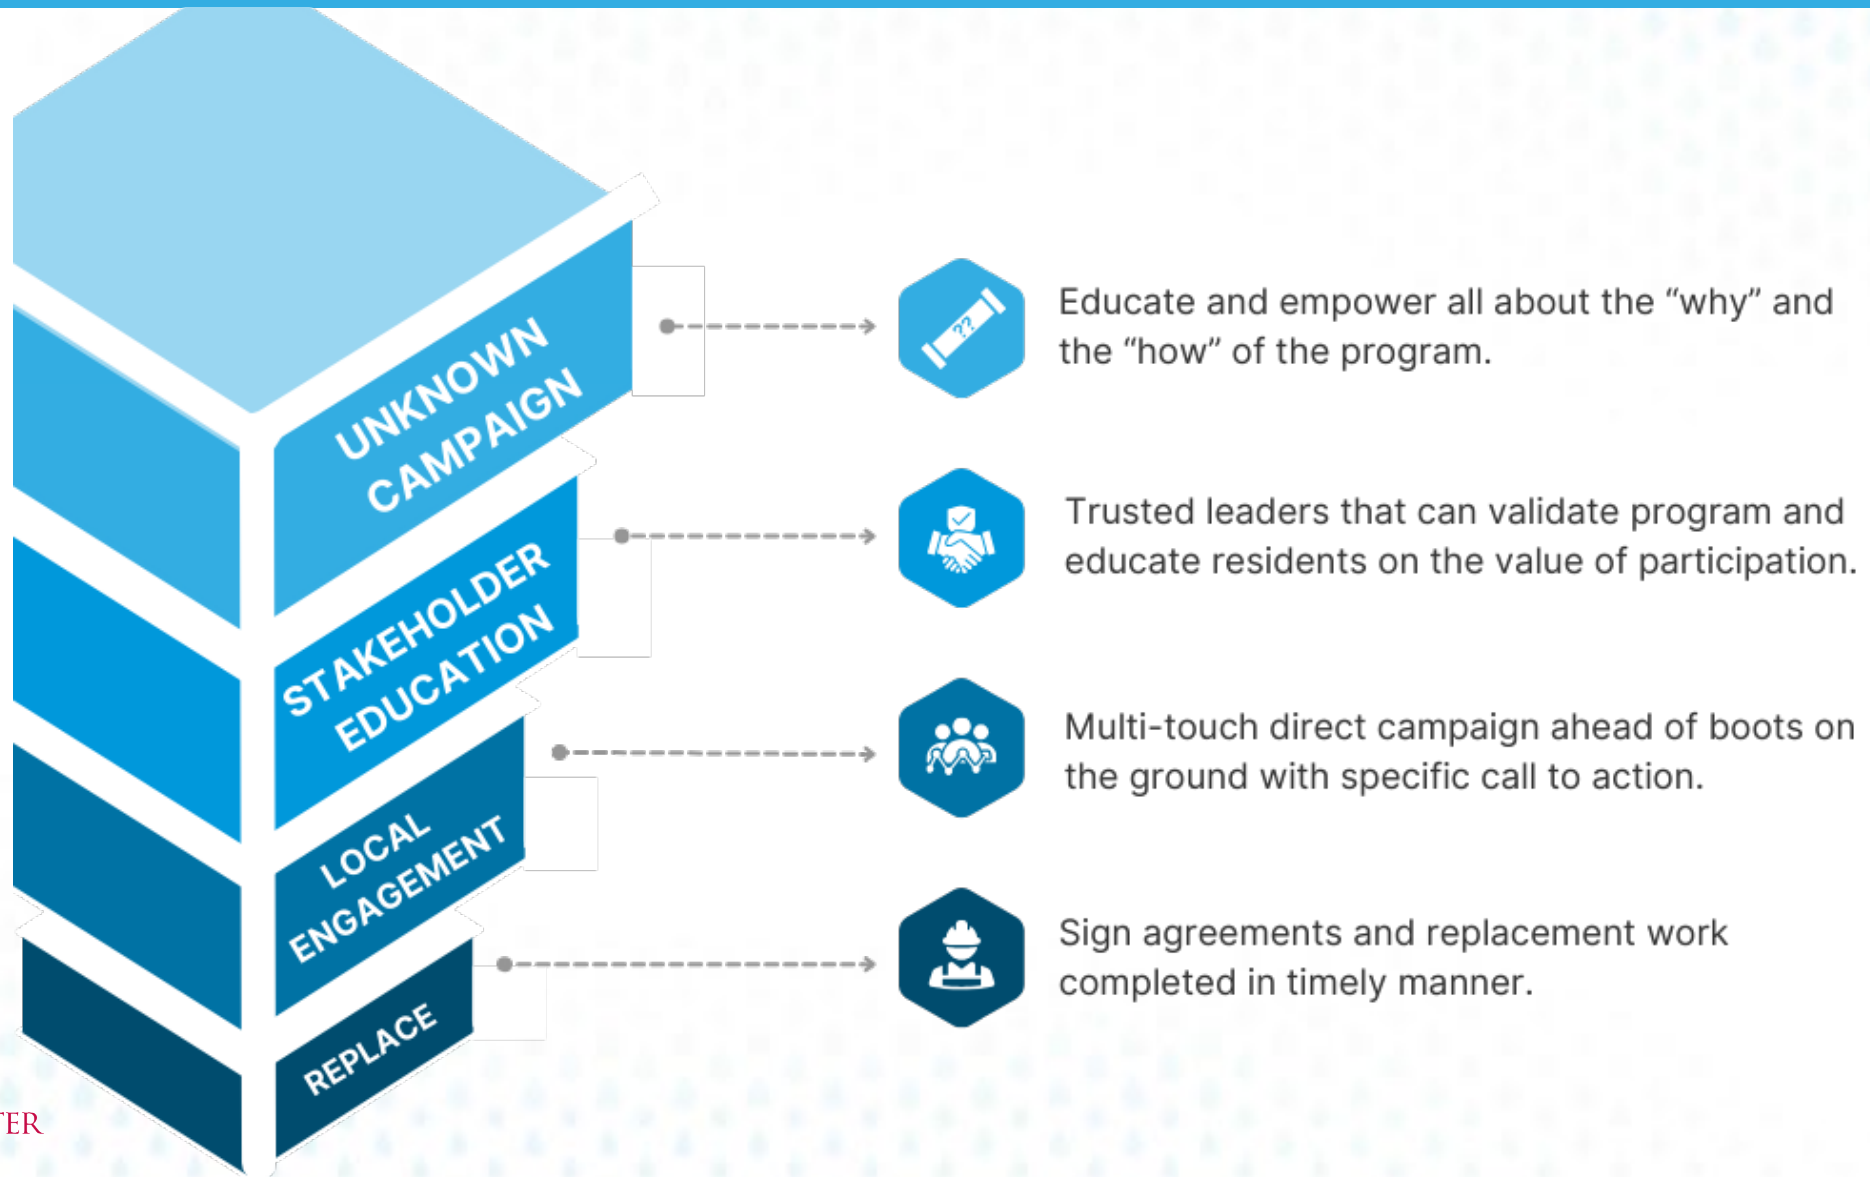 UNKNOWN
CAMPAIGN
Educate and empower all about the “why” and
the “how” of the program.
??
STAKEHOLDER
EDUCATION
Trusted leaders that can validate program and
educate residents on the value of participation.
LOCAL
ENGAGEMENT
Multi-touch direct campaign ahead of boots on
the ground with specific call to action.
REPLACE
Sign agreements and replacement work
completed in timely manner.
TER